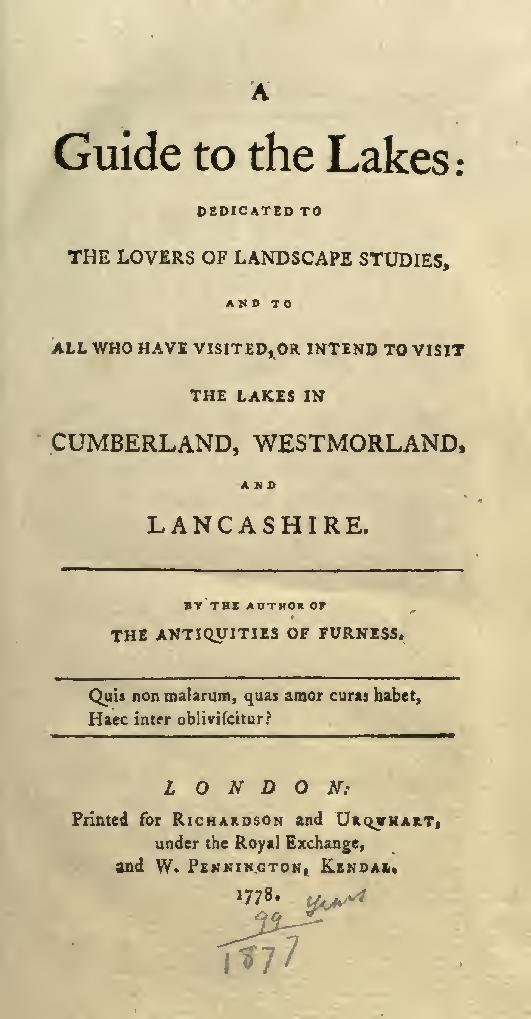 A
Guide to the Lakes:
DEDICATED TO
THE LOVERS OF LANDSCAPE STUDIES,
AND TO
ALL WHO HAVE VISITED, OR INTEND TO VISIT
THE LAKES IN
CUMBERLAND, WESTMORLAND,
AND
LANCASHIRE.
BY THE AUTHOR OF
THE ANTIQUITIES OF FURNESS.
Quis non malarum, quas amor curas habet,
Haec inter obliviſcitur?
LONDON:
Printed for RICHARDSON and URQUHART,
under the Royal Exchange,
and W. PENNINGTON, KENDAL.
1778.
99 years
1877